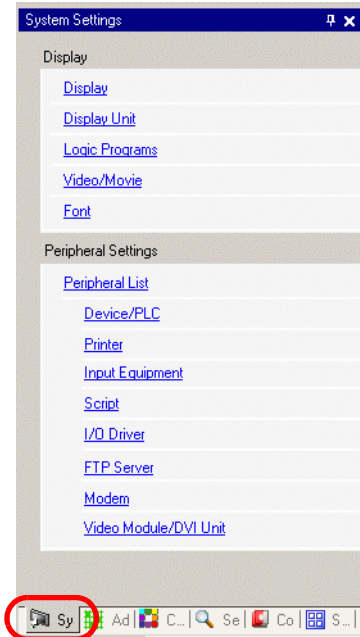 System Settings
Display
Display
Display Unit
Logic Programs
Video/Movie
Font
Peripheral Settings
Peripheral List
Device/PLC
Printer
Input Equipment
Script
I/O Driver
FTP Server
Modem
Video Module/DVI Unit
Sy Ad C... Se Co S...